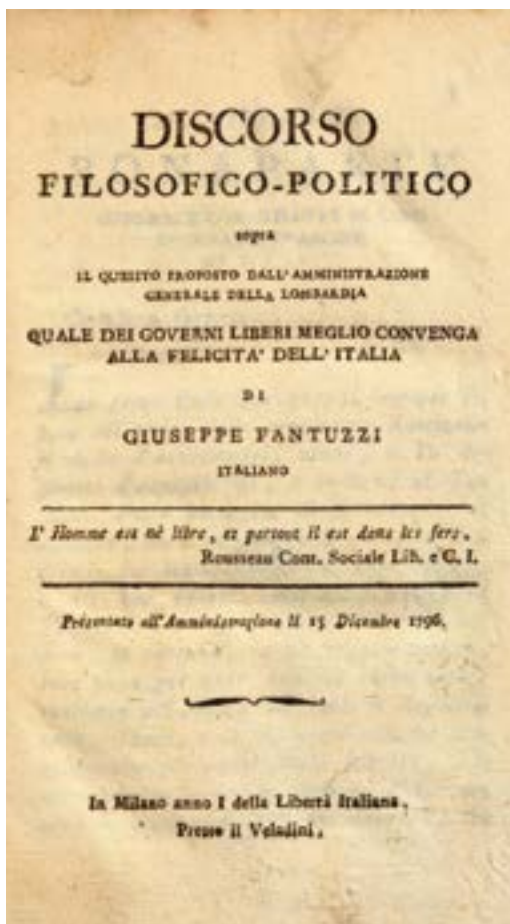 DISCORSO
FILOSOFICO-POLITICO
sopra
IL QUESITO PROPOSTO DALL'AMMINISTRAZIONE
GENERALE DELLA LOMBARDIA
QUALE DEI GOVERNI LIBERI MEGLIO CONVENGA
ALLA FELICITA' DELL'ITALIA
DI
GIUSEPPE FANTUZZI
ITALIANO
L' Homme est nè libre, et partout il est dans les fers.
Rousseau Cont. Sociale Lib. e C. I.
Presentato all'Amministrazione li 15 Dicembre 1796.
In Milano anno I della Libertà Italiana.
Presso il Veladini,